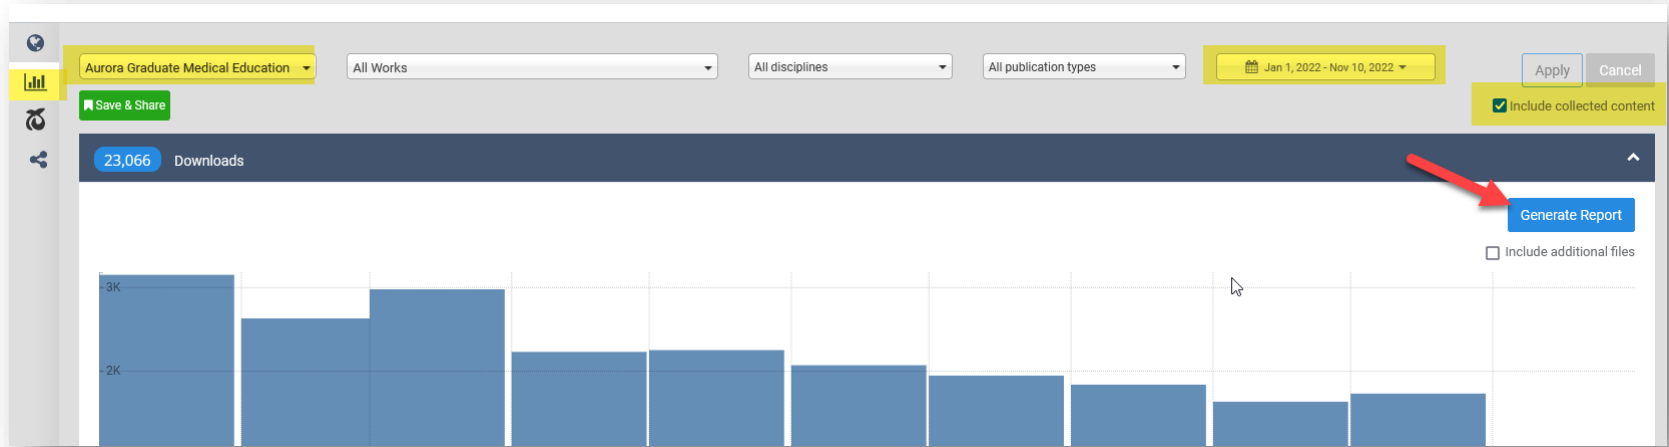 Aurora Graduate Medical Education
All Works
All disciplines
All publication types
Jan 1, 2022 - Nov 10, 2022
Apply
Cancel
Save & Share
Include collected content
23,066 Downloads
Generate Report
Include additional files
3K
2K